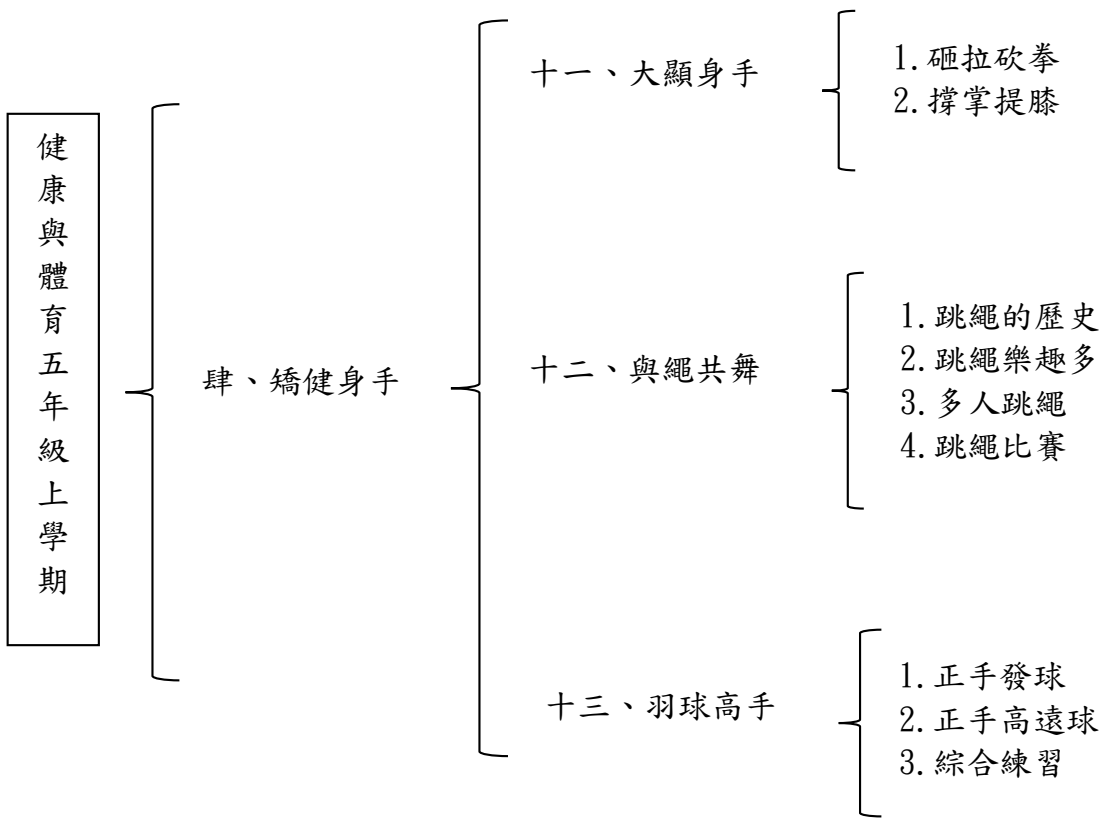 健康與體育五年級上學期
肆、矯健身手
十一、大顯身手
1.砸拉砍拳
2.撐掌提膝
十二、與繩共舞
1.跳繩的歷史
2.跳繩樂趣多
3.多人跳繩
4.跳繩比賽
十三、羽球高手
1.正手發球
2.正手高遠球
3.綜合練習